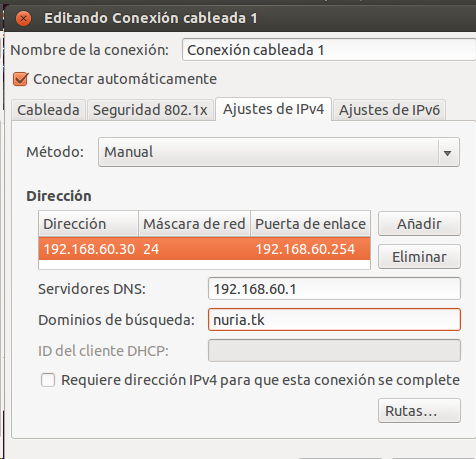 Editando Conexión cableada 1
Nombre de la conexión: Conexión cableada 1
Conectar automáticamente
Cableada Seguridad 802.1x Ajustes de IPv4 Ajustes de IPv6
Método: Manual
Dirección
Dirección Máscara de red Puerta de enlace Añadir
192.168.60.30 24 192.168.60.254 Eliminar
Servidores DNS: 192.168.60.1
Dominios de búsqueda: nuria.tk
ID del cliente DHCP:
Requiere dirección IPv4 para que esta conexión se complete
Rutas...